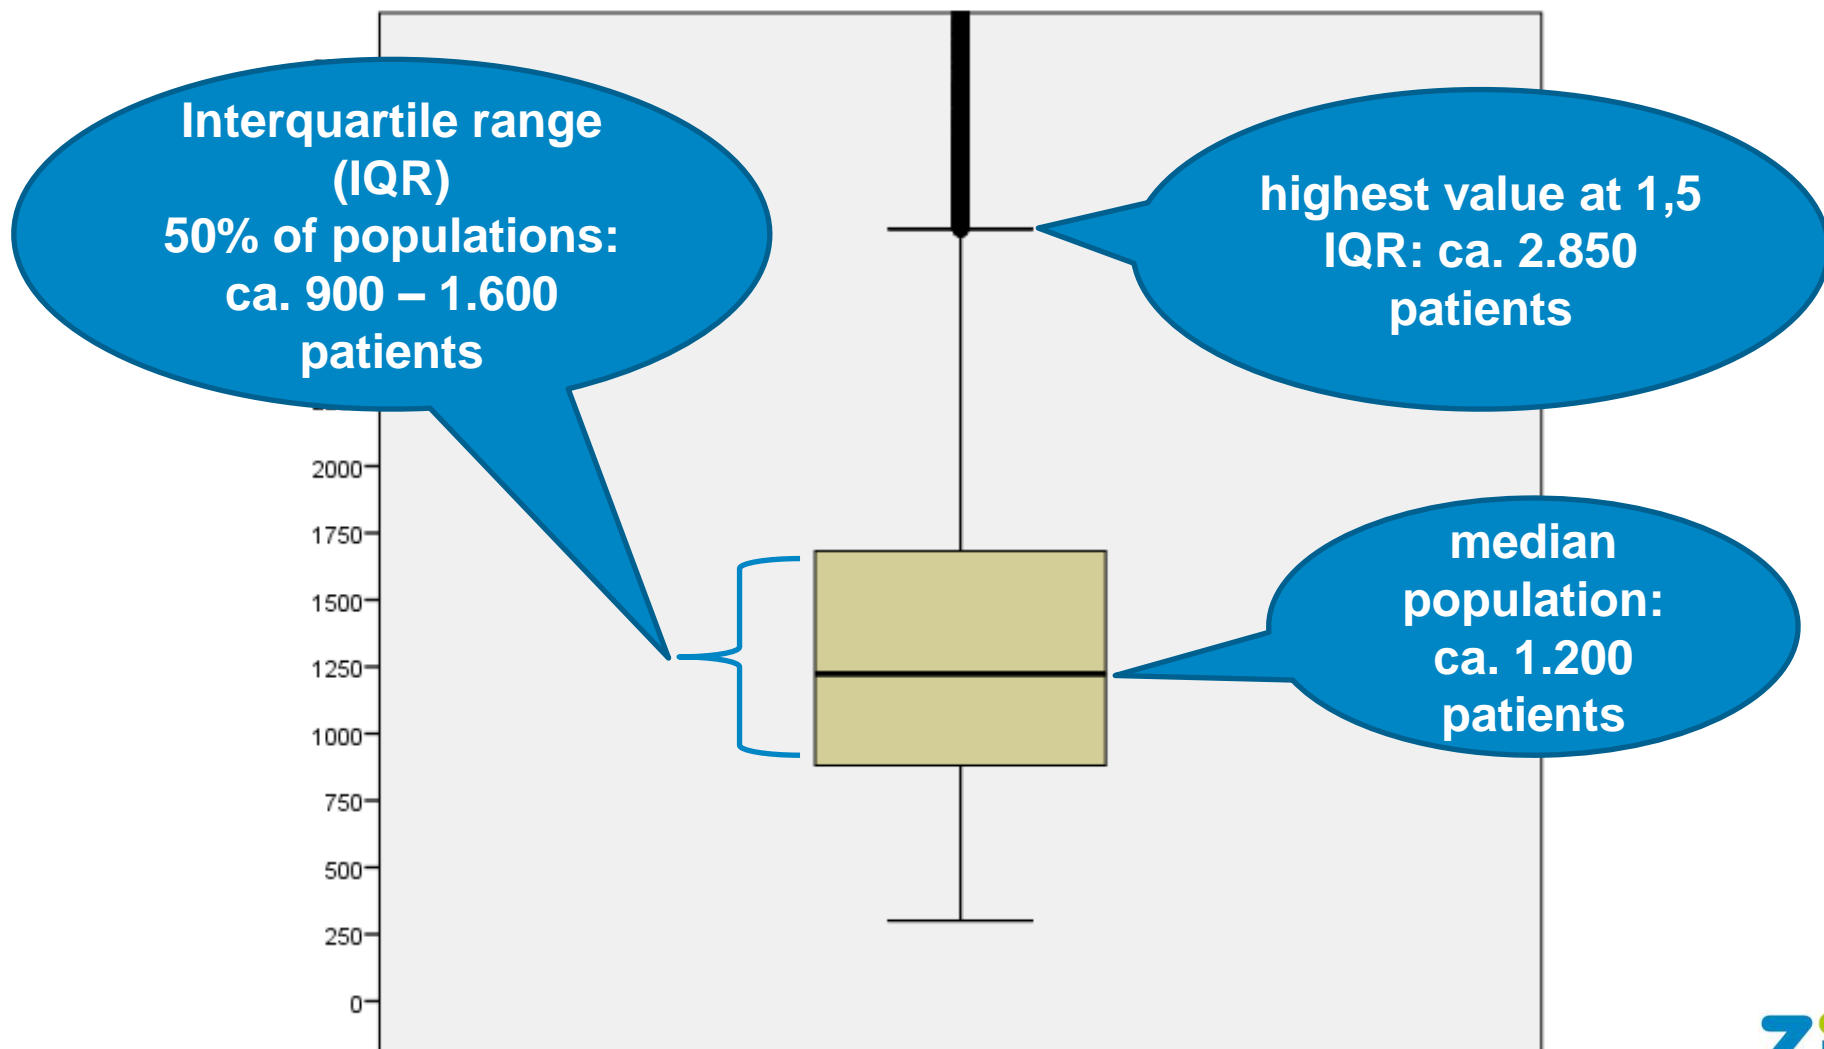 Interquartile range
(IQR)
50% of populations:
ca. 900 – 1.600
patients
highest value at 1,5
IQR: ca. 2.850
patients
median
population:
ca. 1.200
patients
2000
1750
1500
1250
1000
750
500
250
0